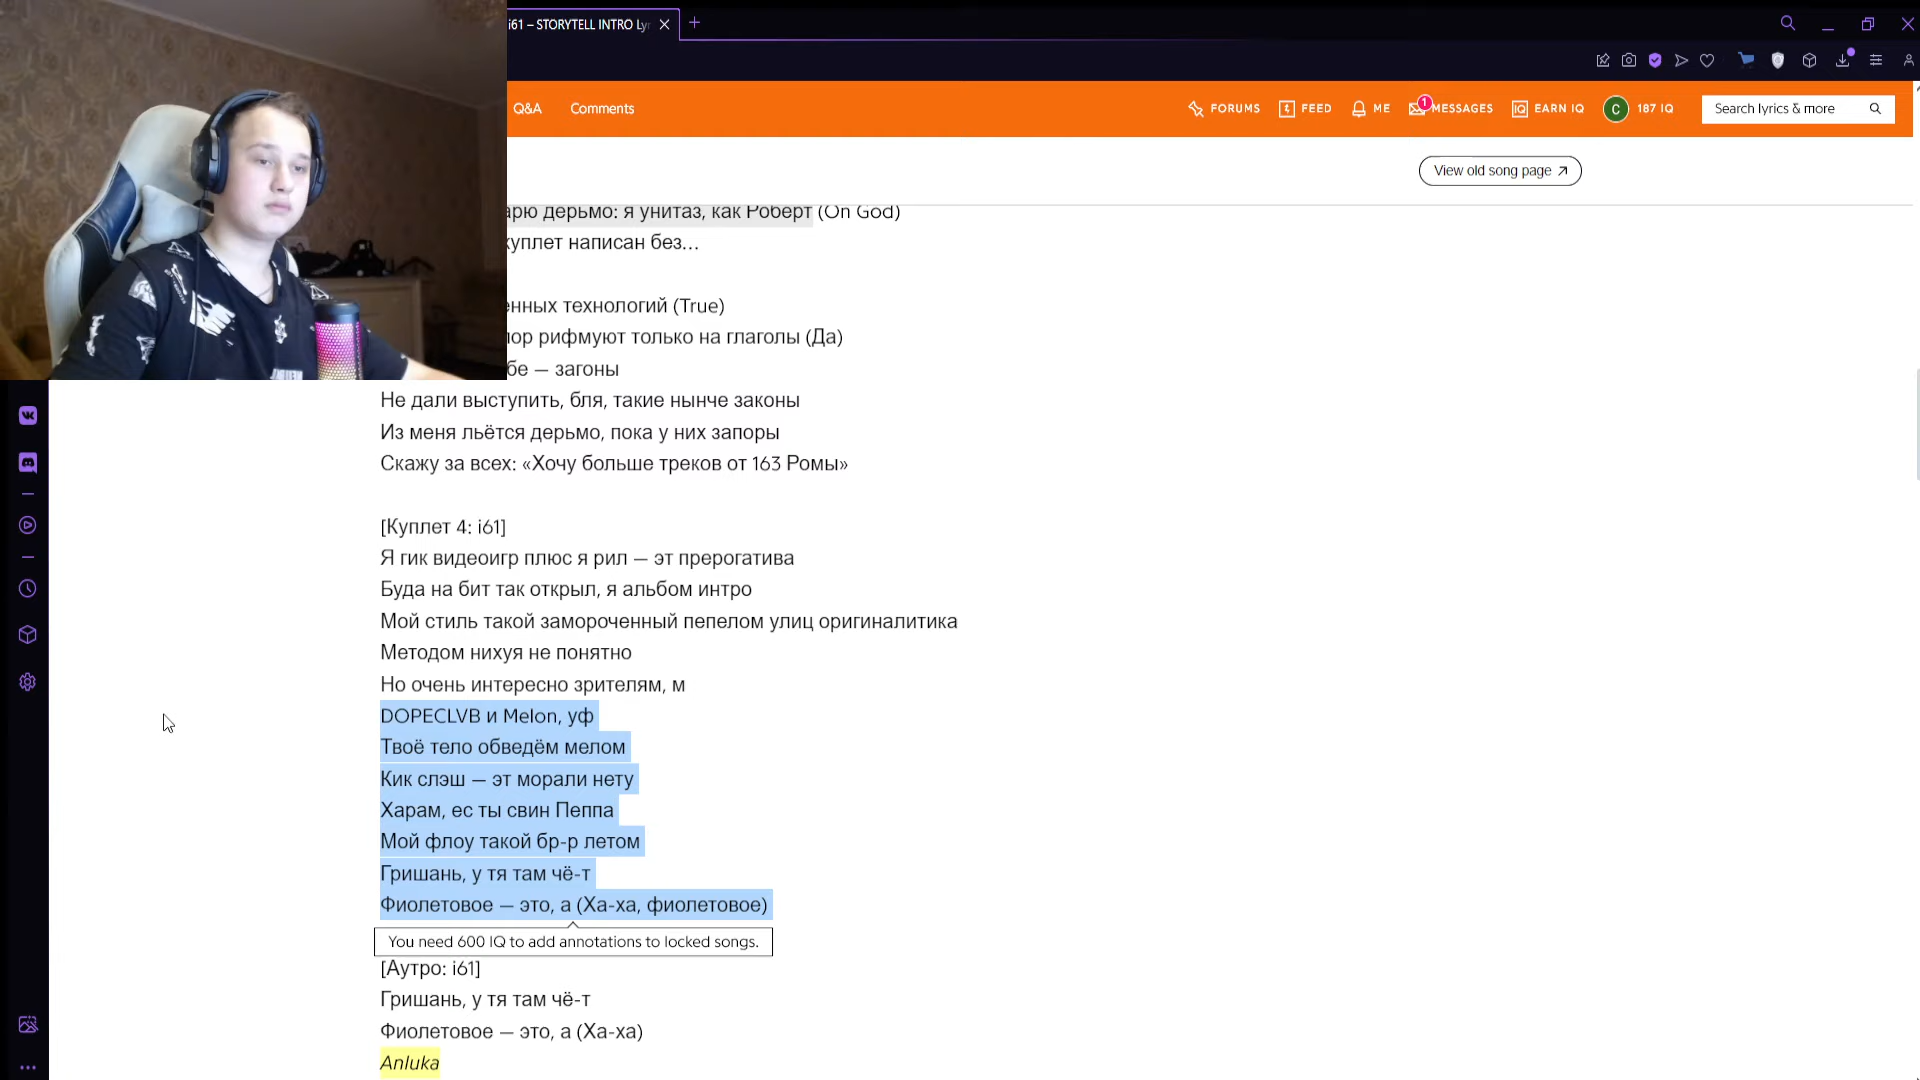 i61 – STORYTELL INTRO Ly
Q&A
Comments
FORUMS
FEED
ME
1
MESSAGES
IQ
EARN IQ
C
187 IQ
Search lyrics & more
View old song page
арю дерьмо: я унитаз, как Роберт (On God)
куплет написан без...
енных технологий (True)
пор рифмуют только на глаголы (Да)
бе — загоны
Не дали выступить, бля, такие нынче законы
Из меня льётся дерьмо, пока у них запоры
Скажу за всех: «Хочу больше треков от 163 Ромы»
[Куплет 4: i61]
Я гик видеоигр плюс я рил — эт прерогатива
Буда на бит так открыл, я альбом интро
Мой стиль такой замороченный пепелом улиц оригиналитика
Методом нихуя не понятно
Но очень интересно зрителям, м
DOPECLVB и Melon, уф
Твоё тело обведём мелом
Кик слэш — эт морали нету
Харам, ес ты свин Пеппа
Мой флоу такой бр-р летом
Гришань, у тя там чё-т
Фиолетовое — это, а (Ха-ха, фиолетовое)
You need 600 IQ to add annotations to locked songs.
[Аутро: i61]
Гришань, у тя там чё-т
Фиолетовое — это, а (Ха-ха)
Anluka